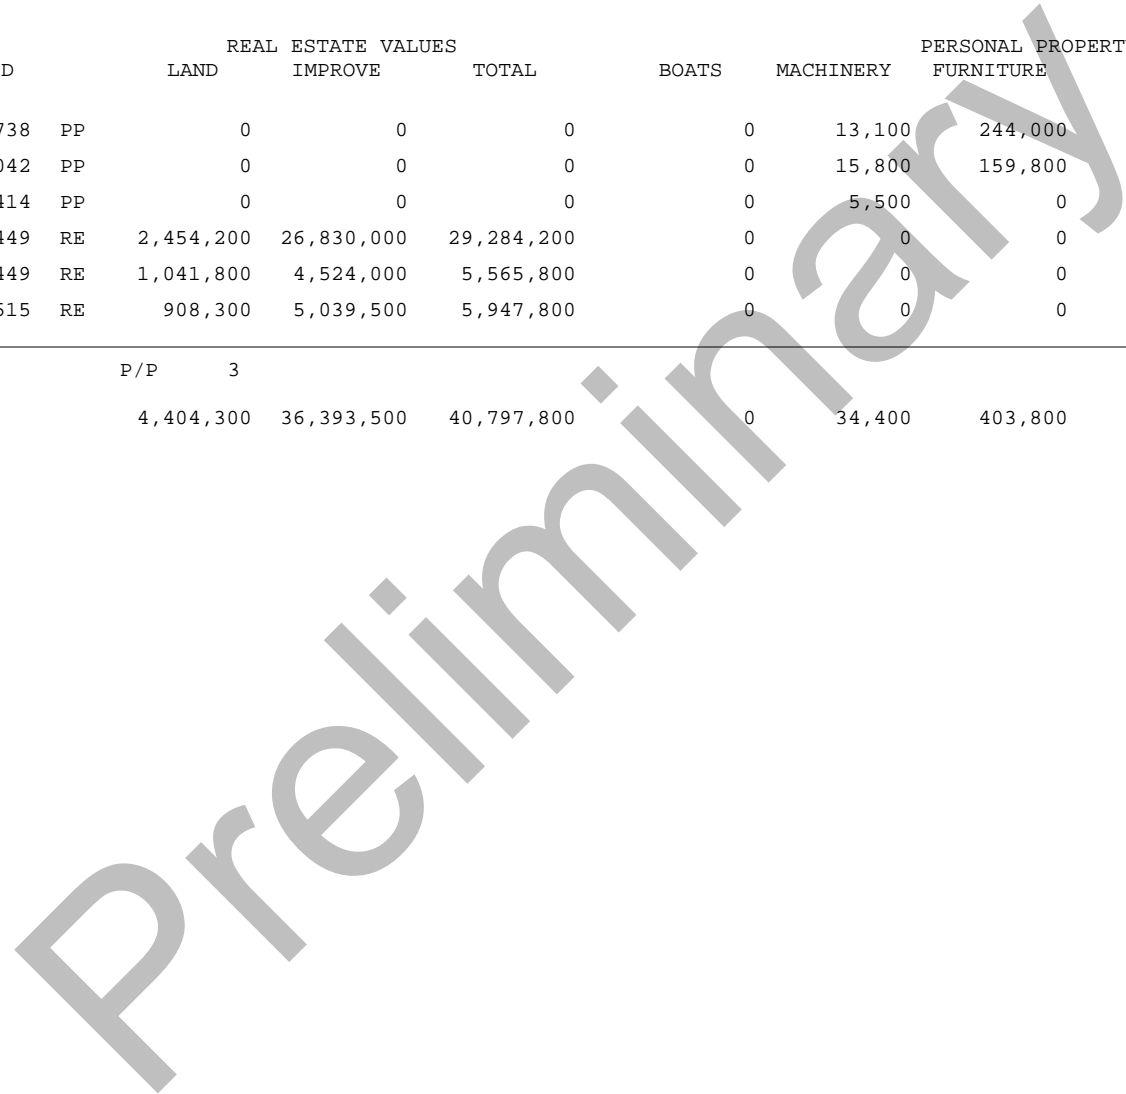 REAL ESTATE VALUES PERSONAL PROPERT
D LAND IMPROVE TOTAL BOATS MACHINERY FURNITURE
738 PP 0 0 0 0 13,100 244,000
042 PP 0 0 0 0 15,800 159,800
414 PP 0 0 0 0 5,500 0
449 RE 2,454,200 26,830,000 29,284,200 0 0 0
449 RE 1,041,800 4,524,000 5,565,800 0 0 0
515 RE 908,300 5,039,500 5,947,800 0 0 0
P/P 3
4,404,300 36,393,500 40,797,800 0 34,400 403,800
Preliminary